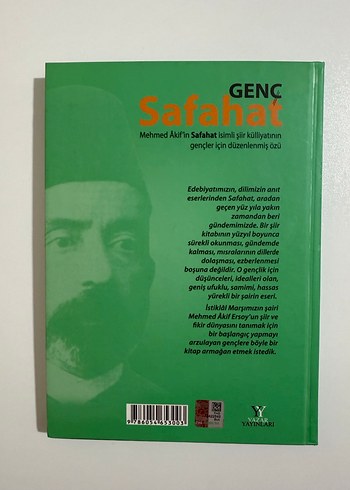 GENÇ
Safahat
Mehmed Âkif'in Safahat isimli şiir külliyatının
gençler için düzenlenmiş özü
Edebiyatımızın, dilimizin anıt
eserlerinden Safahat, aradan
geçen yüz yıla yakın
zamandan beri
gündemimizde. Bir şiir
kitabının yüzyıl boyunca
sürekli okunması, gündemde
kalması, mısralarının dillerde
dolaşması, ezberlenmesi
boşuna değildir. O gençlik için
düşünceleri, idealleri olan,
geniş ufuklu, samimi, hassas
yürekli bir şairin eseri.
İstiklâl Marşımızın şairi
Mehmed Âkif Ersoy'un şiir ve
fikir dünyasını tanımak için
bir başlangıç yapmayı
arzulayan gençlere böyle bir
kitap armağan etmek istedik.
9786054653003
YAZAR
YAYINLARI